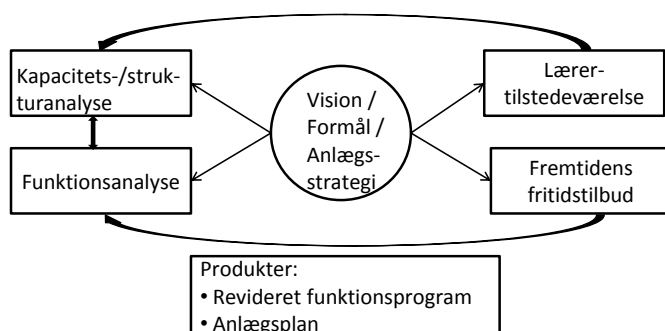 Kapacitets-/struk-
turanalyse
Lærer-
tilstedeværelse
Vision /
Formål /
Anlægs-
strategi
Funktionsanalyse
Fremtidens
fritidstilbud
Produkter:
• Revideret funktionsprogram
• Anlægsplan